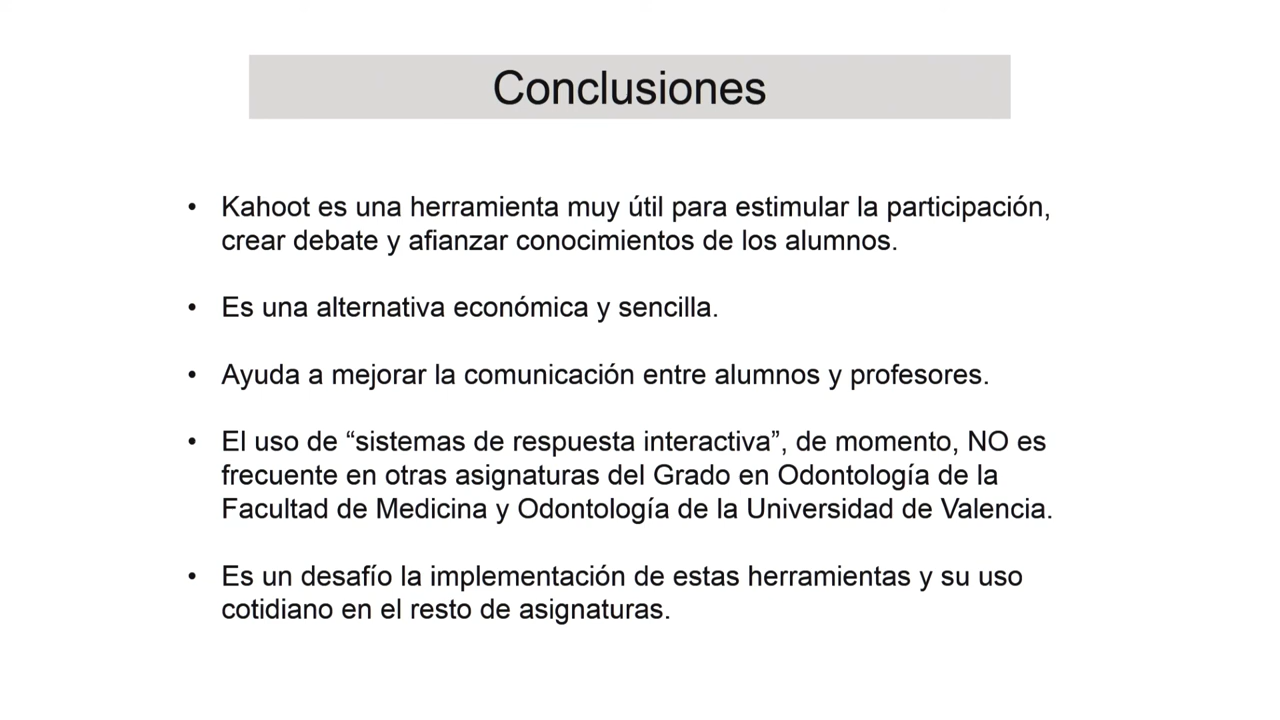 Conclusiones
• Kahoot es una herramienta muy útil para estimular la participación,
crear debate y afianzar conocimientos de los alumnos.
• Es una alternativa económica y sencilla.
• Ayuda a mejorar la comunicación entre alumnos y profesores.
• El uso de “sistemas de respuesta interactiva”, de momento, NO es
frecuente en otras asignaturas del Grado en Odontología de la
Facultad de Medicina y Odontología de la Universidad de Valencia.
• Es un desafío la implementación de estas herramientas y su uso
cotidiano en el resto de asignaturas.